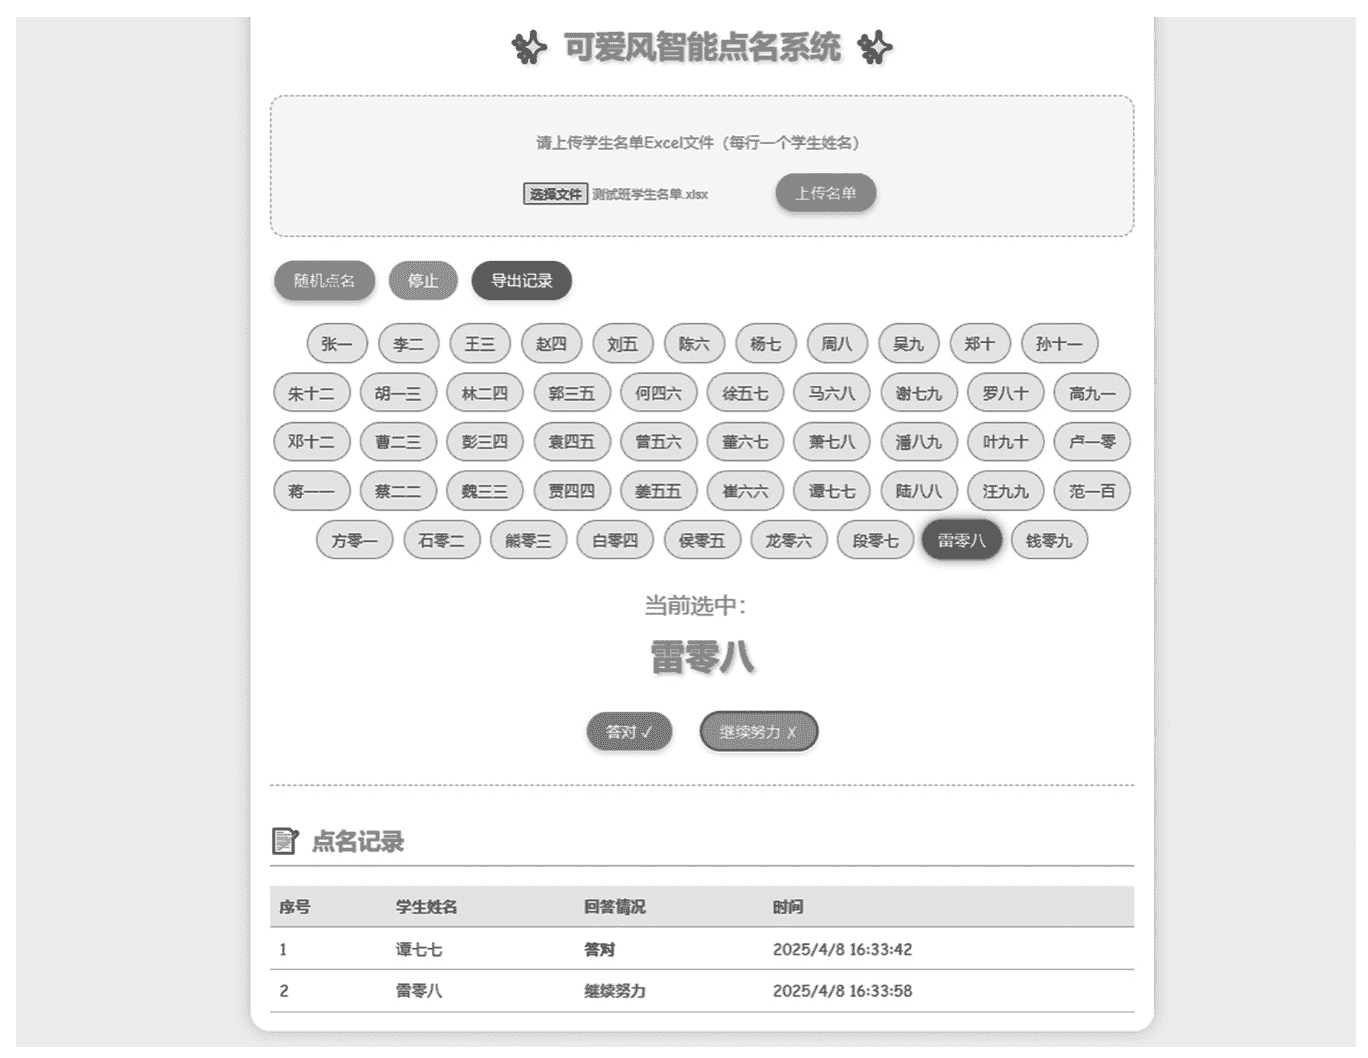 可爱风智能点名系统
请上传学生名单Excel文件（每行一个学生姓名）
选择文件 测试班学生名单.xlsx 上传名单
随机点名 停止 导出记录
张一 李二 王三 赵四 刘五 陈六 杨七 周八 吴九 郑十 孙十一
朱十二 胡一三 林二四 郭三五 何四六 徐五七 马六八 谢七九 罗八十 高九一
邓十二 曹二三 彭三四 袁四五 曾五六 董六七 萧七八 潘八九 叶九十 卢一零
蒋一一 蔡二二 魏三三 贾四四 姜五五 崔六六 谭七七 陆八八 汪九九 范一百
方零一 石零二 熊零三 白零四 侯零五 龙零六 段零七 雷零八 钱零九
当前选中：
雷零八
答对 ✓ 继续努力 ✗
点名记录
序号 学生姓名 回答情况 时间
1 谭七七 答对 2025/4/8 16:33:42
2 雷零八 继续努力 2025/4/8 16:33:58